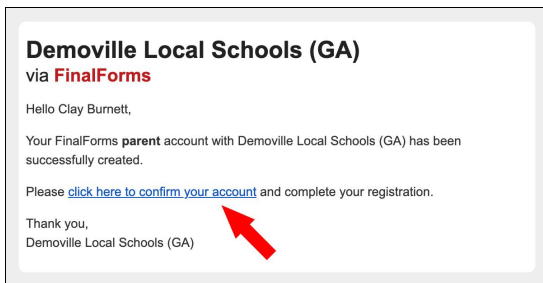 Demoville Local Schools (GA)
via FinalForms
Hello Clay Burnett,
Your FinalForms parent account with Demoville Local Schools (GA) has been
successfully created.
Please click here to confirm your account and complete your registration.
Thank you,
Demoville Local Schools (GA)